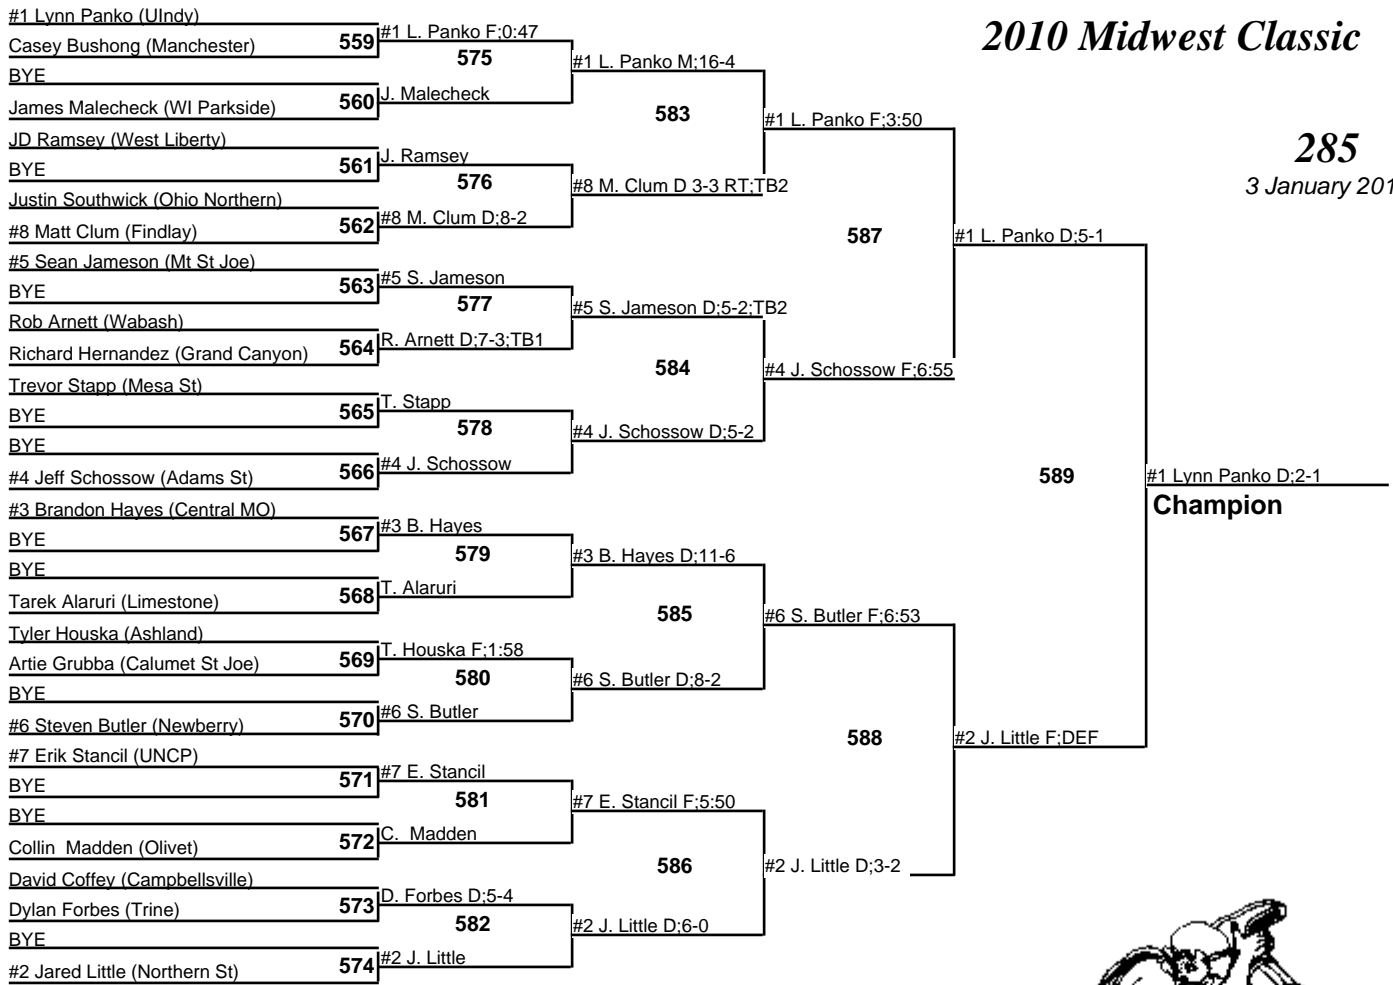 2010 Midwest Classic
285
3 January 201
#1 Lynn Panko (UIndy)
Casey Bushong (Manchester)
BYE
James Malecheck (WI Parkside)
JD Ramsey (West Liberty)
BYE
Justin Southwick (Ohio Northern)
#8 Matt Clum (Findlay)
#5 Sean Jameson (Mt St Joe)
BYE
Rob Arnett (Wabash)
Richard Hernandez (Grand Canyon)
Trevor Stapp (Mesa St)
BYE
BYE
#4 Jeff Schossow (Adams St)
#3 Brandon Hayes (Central MO)
BYE
BYE
Tarek Alaruri (Limestone)
Tyler Houska (Ashland)
Artie Grubba (Calumet St Joe)
BYE
#6 Steven Butler (Newberry)
#7 Erik Stancil (UNCP)
BYE
BYE
Collin  Madden (Olivet)
David Coffey (Campbellsville)
Dylan Forbes (Trine)
BYE
#2 Jared Little (Northern St)
559
560
561
562
563
564
565
566
567
568
569
570
571
572
573
574
#1 L. Panko F;0:47
J. Malecheck
J. Ramsey
#8 M. Clum D;8-2
#5 S. Jameson
R. Arnett D;7-3;TB1
T. Stapp
#4 J. Schossow
#3 B. Hayes
T. Alaruri
T. Houska F;1:58
#6 S. Butler
#7 E. Stancil
C.  Madden
D. Forbes D;5-4
#2 J. Little
575
576
577
578
579
580
581
582
#1 L. Panko M;16-4
#8 M. Clum D 3-3 RT;TB2
#5 S. Jameson D;5-2;TB2
#4 J. Schossow D;5-2
#3 B. Hayes D;11-6
#6 S. Butler D;8-2
#7 E. Stancil F;5:50
#2 J. Little D;6-0
583
584
585
586
#1 L. Panko F;3:50
#4 J. Schossow F;6:55
#6 S. Butler F;6:53
#2 J. Little D;3-2
587
588
#1 L. Panko D;5-1
#2 J. Little F;DEF
589
#1 Lynn Panko D;2-1
Champion